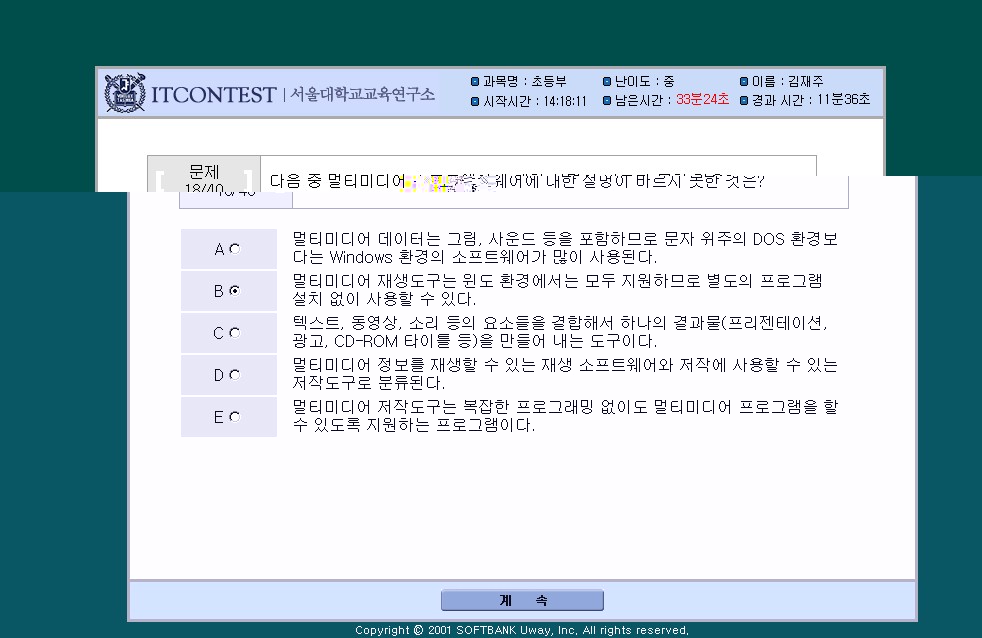 ITCONTEST | 서울대학교교육연구소
과목명 : 초등부 난이도 : 중 이름 : 김재주
시작시간 : 14:18:11 남은시간 : 33분24초 경과 시간 : 11분36초
문제
18/40
다음 중 멀티미디어 대한 설명이 바르지 못한 것은?
A 멀티미디어 데이터는 그림, 사운드 등을 포함하므로 문자 위주의 DOS 환경보
다는 Windows 환경의 소프트웨어가 많이 사용된다.
B 멀티미디어 재생도구는 윈도 환경에서는 모두 지원하므로 별도의 프로그램
설치 없이 사용할 수 있다.
C 텍스트, 동영상, 소리 등의 요소들을 결합해서 하나의 결과물(프리젠테이션,
광고, CD-ROM 타이틀 등)을 만들어 내는 도구이다.
D 멀티미디어 정보를 재생할 수 있는 재생 소프트웨어와 저작에 사용할 수 있는
저작도구로 분류된다.
E 멀티미디어 저작도구는 복잡한 프로그래밍 없이도 멀티미디어 프로그램을 할
수 있도록 지원하는 프로그램이다.
계 속
Copyright © 2001 SOFTBANK Uway, Inc. All rights reserved.